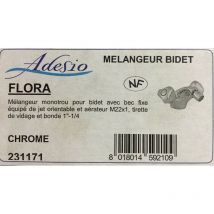 Adesio
MELANGEUR BIDET
FLORA
NF
Mélangeur monotrou pour bidet avec bec fixe
équipé de jet orientable et aérateur M22x1, tirette
de vidage et bonde 1"-1/4
CHROME
231171
8 018014 592109